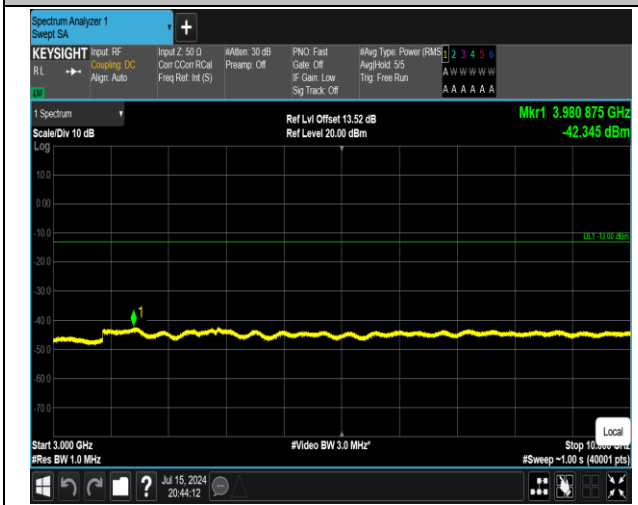 Spectrum Analyzer 1
Swept SA
+
KEYSIGHT Input: RF Input Z: 50 Ω #Atten: 30 dB PNO: Fast #Avg Type: Power (RMS 1 2 3 4 5 6
RL Coupling: DC Corr CCorr RCal Preamp: Off Gate: Off Avg|Hold: 5/5 A W W W W W
Align: Auto Freq Ref: Int (S) IF Gain: Low Trig: Free Run
Sig Track: Off A A A A A A
1 Spectrum Ref Lvl Offset 13.52 dB Mkr1 3.980 875 GHz
Scale/Div 10 dB Ref Level 20.00 dBm -42.345 dBm
Log
10.0
0.00
-10.0
DL1 -13.00 dBm
-20.0
-30.0
1
-40.0
-50.0
-60.0
-70.0
Local
Start 3.000 GHz #Video BW 3.0 MHz* Stop
#Res BW 1.0 MHz #Sweep ~1.00 s (40001 pts)
? Jul 15, 2024
20:44:12